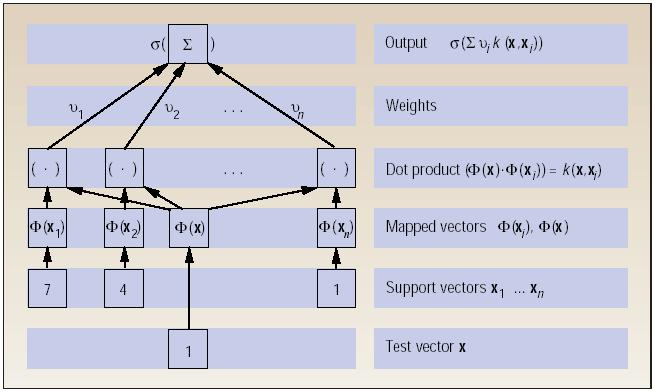 σ( Σ ) Output σ(Σ υi k (x,xi))
υ1 υ2 . . . υn Weights
( · ) ( · ) . . . ( · ) Dot product (Φ(x)·Φ(xi)) = k(x,xi)
Φ(x1) Φ(x2) Φ(x) Φ(xn) Mapped vectors Φ(xi), Φ(x)
7 4 1 Support vectors x1 ... xn
1 Test vector x